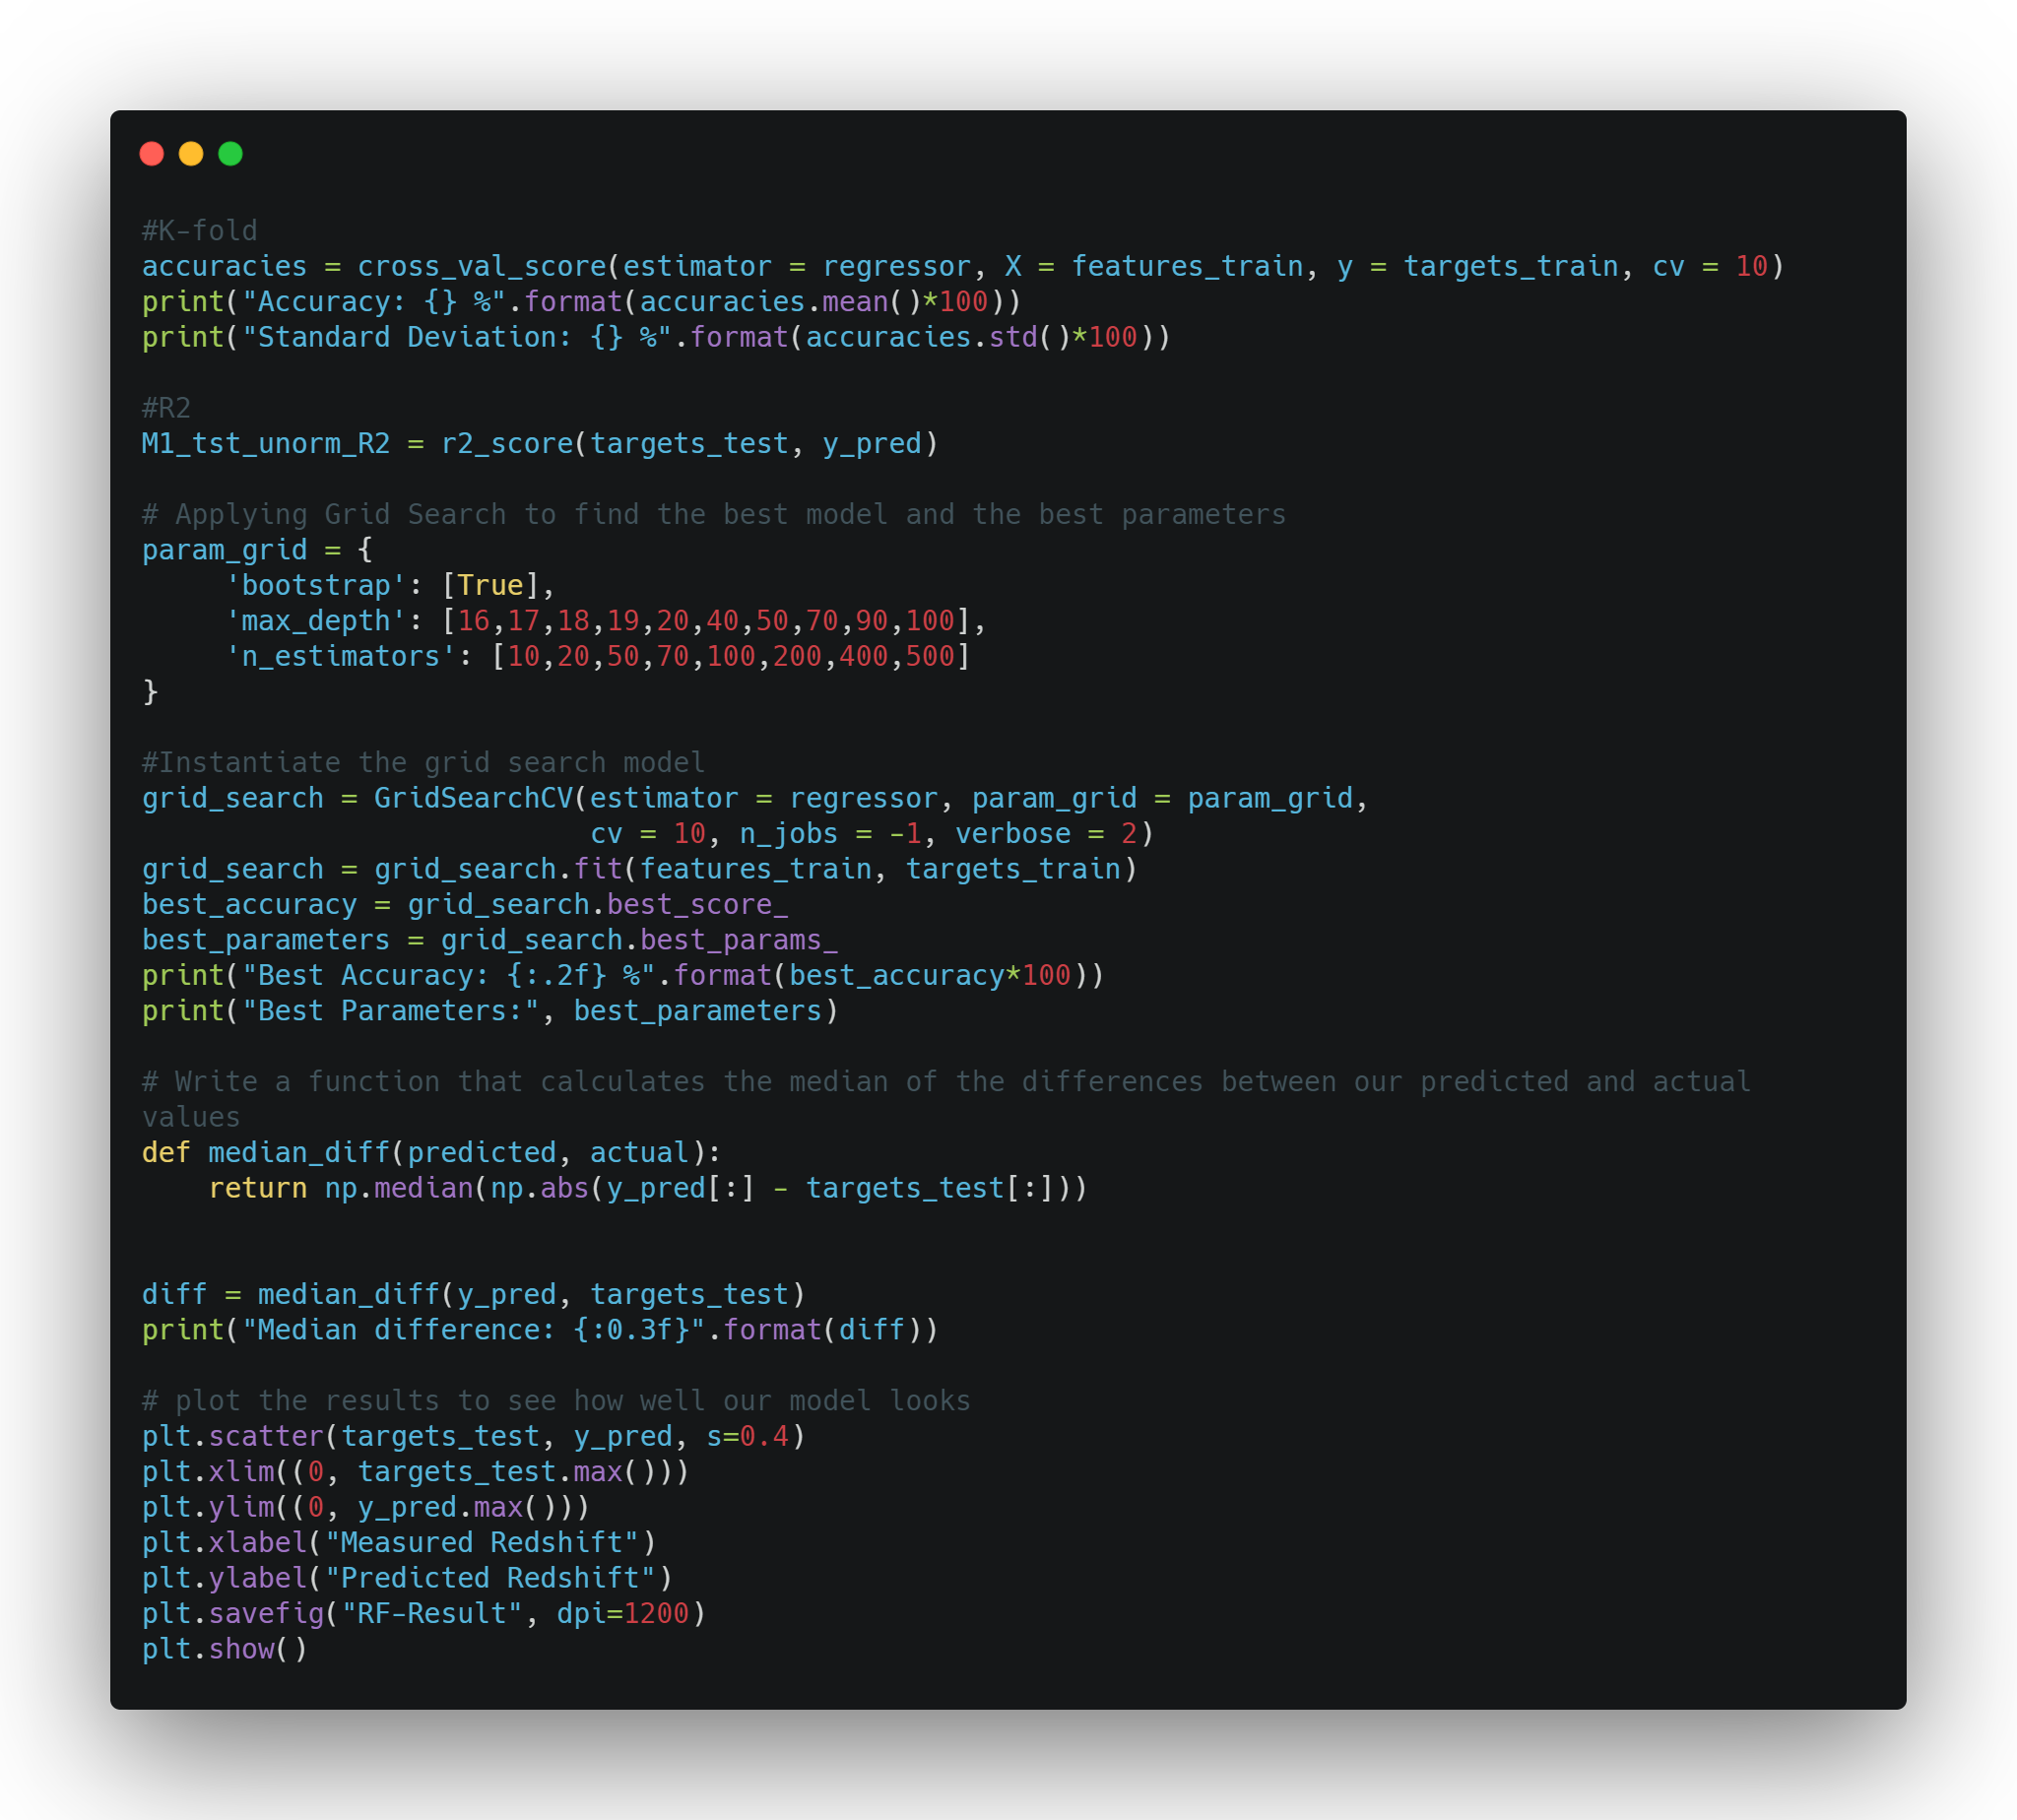 #K-fold
accuracies = cross_val_score(estimator = regressor, X = features_train, y = targets_train, cv = 10)
print("Accuracy: {} %".format(accuracies.mean()*100))
print("Standard Deviation: {} %".format(accuracies.std()*100))

#R2
M1_tst_unorm_R2 = r2_score(targets_test, y_pred)

# Applying Grid Search to find the best model and the best parameters
param_grid = {
     'bootstrap': [True],
     'max_depth': [16,17,18,19,20,40,50,70,90,100],
     'n_estimators': [10,20,50,70,100,200,400,500]
}

#Instantiate the grid search model
grid_search = GridSearchCV(estimator = regressor, param_grid = param_grid,
                           cv = 10, n_jobs = -1, verbose = 2)
grid_search = grid_search.fit(features_train, targets_train)
best_accuracy = grid_search.best_score_
best_parameters = grid_search.best_params_
print("Best Accuracy: {:.2f} %".format(best_accuracy*100))
print("Best Parameters:", best_parameters)

# Write a function that calculates the median of the differences between our predicted and actual
values
def median_diff(predicted, actual):
    return np.median(np.abs(y_pred[:] - targets_test[:]))


diff = median_diff(y_pred, targets_test)
print("Median difference: {:0.3f}".format(diff))

# plot the results to see how well our model looks
plt.scatter(targets_test, y_pred, s=0.4)
plt.xlim((0, targets_test.max()))
plt.ylim((0, y_pred.max()))
plt.xlabel("Measured Redshift")
plt.ylabel("Predicted Redshift")
plt.savefig("RF-Result", dpi=1200)
plt.show()